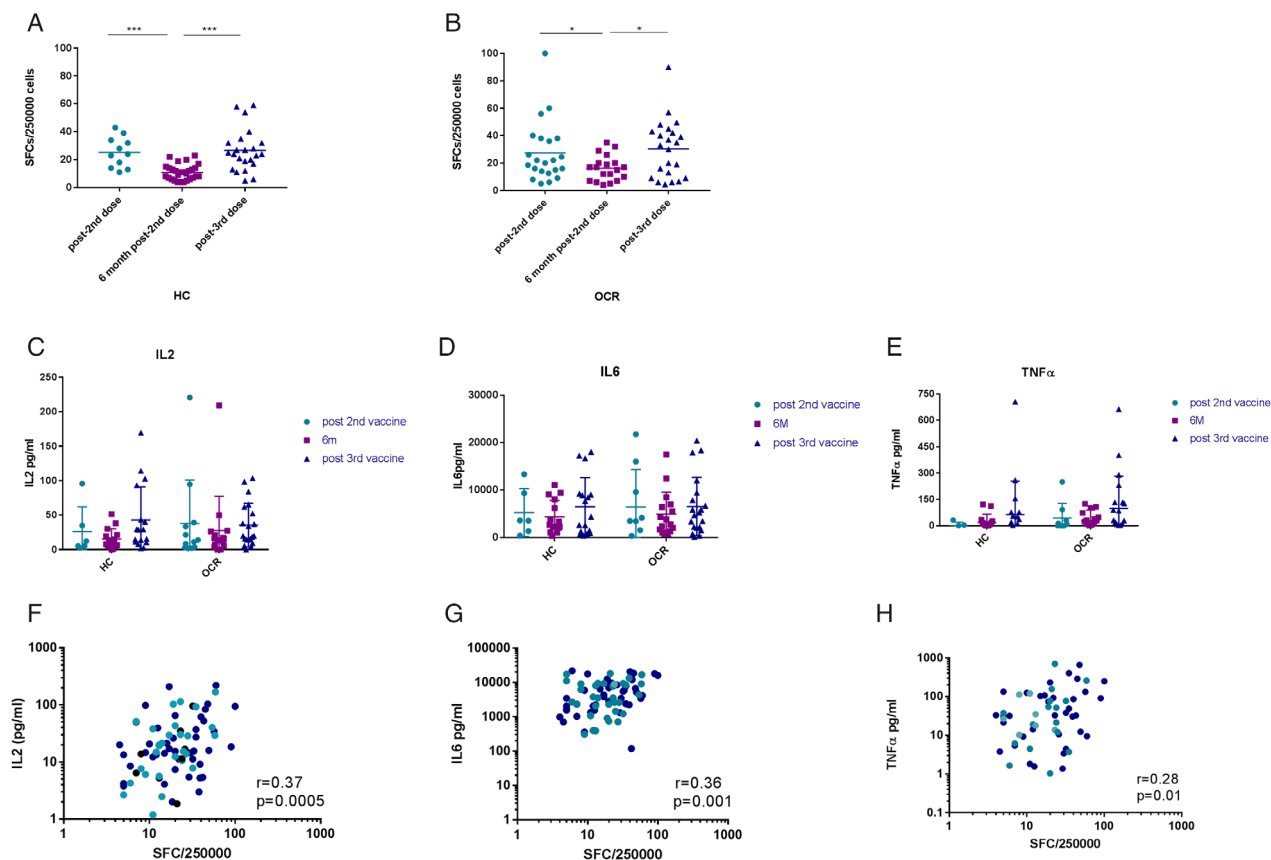 A
***
***
SFCs/250000 cells
100
80
60
40
20
0
post-2nd dose
6 month post-2nd dose
post-3rd dose
HC
B
*
*
SFCs/250000 cells
100
80
60
40
20
0
post-2nd dose
6 month post-2nd dose
post-3rd dose
OCR
C
IL2
IL2 pg/ml
250
200
150
100
50
0
HC
OCR
post 2nd vaccine
6m
post 3rd vaccine
D
IL6
IL6pg/ml
30000
20000
10000
0
HC
OCR
post 2nd vaccine
6M
post 3rd vaccine
E
TNFα
TNFα pg/ml
750
600
450
300
150
0
HC
OCR
post 2nd vaccine
6M
post 3rd vaccine
F
IL2 (pg/ml)
1000
100
10
1
1
10
100
1000
SFC/250000
r=0.37
p=0.0005
G
IL6 pg/ml
100000
10000
1000
100
10
1
1
10
100
1000
SFC/250000
r=0.36
p=0.001
H
TNFα pg/ml
1000
100
10
1
0.1
1
10
100
1000
SFC/250000
r=0.28
p=0.01